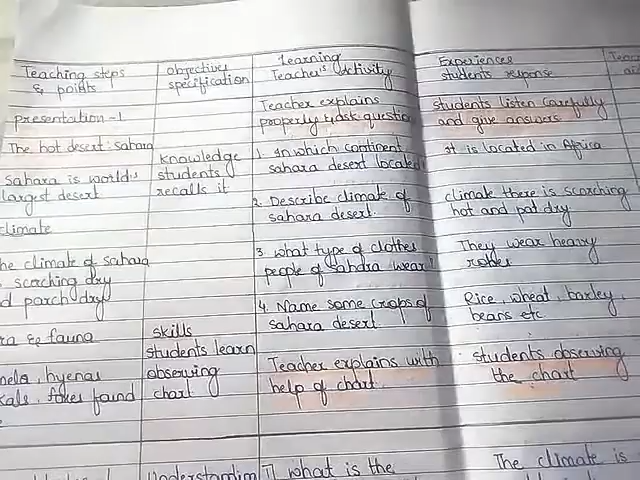 Teaching steps
& points
objectives
specification
Learning
Teacher's Activity
Experiences
students response
presentation-1
Teacher explains
properly & ask question
students listen carefully
and give answers
The hot desert: sahara
Sahara is world's
largest desert
knowledge
students
recalls it
1. In which continent
sahara desert located
It is located in Africa
climate
2. Describe climate of
sahara desert.
climate there is scorching
hot and pat dry
he climate of sahara
scorching dry
d parch dry
3. what type of clothes
people of sahara wear
They wear heavy
robes
4. Name some crops of
sahara desert
Rice, wheat, barley,
beans etc
ra & fauna
mels, hyenas
kals, foxes found
skills
students learn
observing
chart
Teacher explains with
help of chart
students observing
the chart
Understandin
1. what is the
The climate is